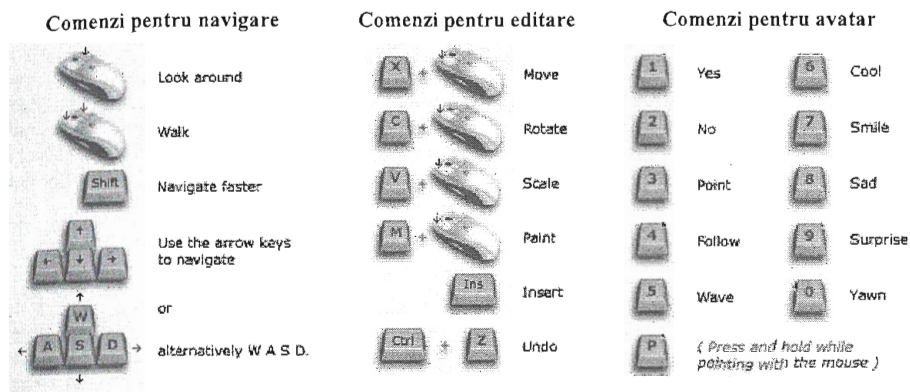 Comenzi pentru navigare
Look around
Walk
Shift
Navigate faster
Use the arrow keys
to navigate
or
W
A S D
alternatively W A S D.
Comenzi pentru editare
X + Move
C + Rotate
V + Scale
M + Paint
Ins Insert
Ctrl + Z Undo
Comenzi pentru avatar
1 Yes
2 No
3 Point
4 Follow
5 Wave
P ( Press and hold while
pointing with the mouse )
6 Cool
7 Smile
8 Sad
9 Surprise
0 Yawn